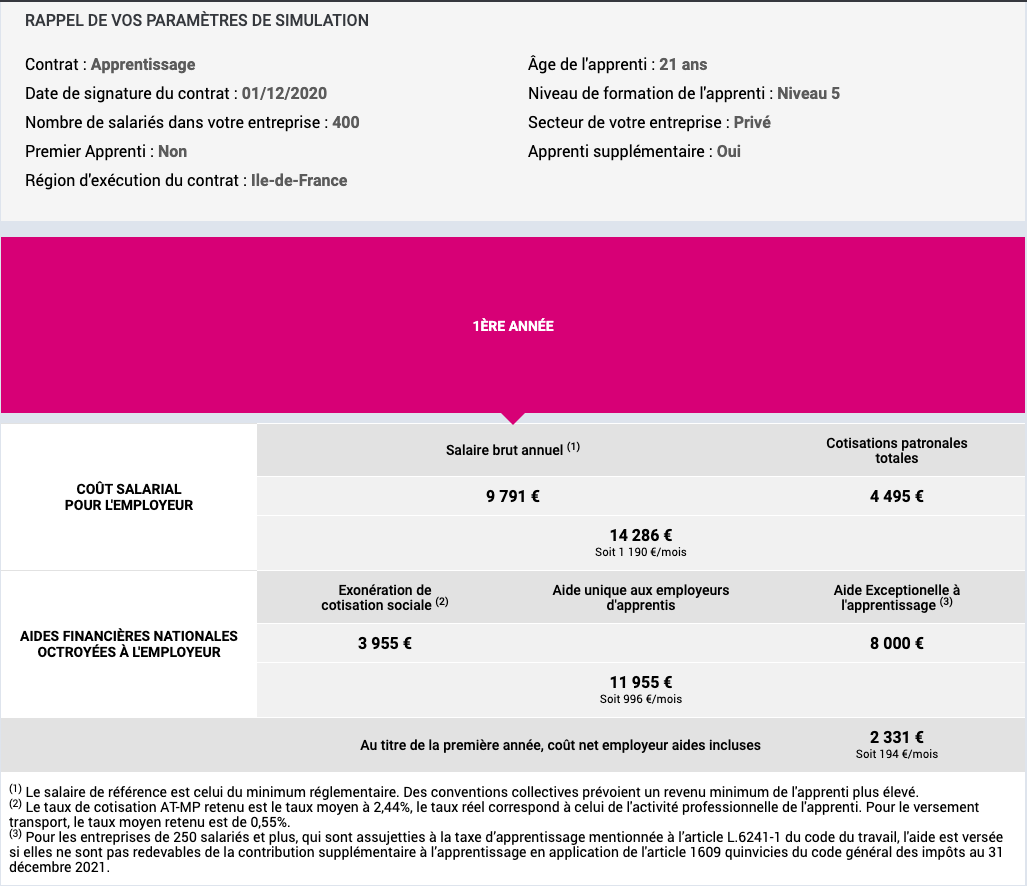 RAPPEL DE VOS PARAMÈTRES DE SIMULATION
Contrat : Apprentissage
Âge de l'apprenti : 21 ans
Date de signature du contrat : 01/12/2020
Niveau de formation de l'apprenti : Niveau 5
Nombre de salariés dans votre entreprise : 400
Secteur de votre entreprise : Privé
Premier Apprenti : Non
Apprenti supplémentaire : Oui
Région d'exécution du contrat : Ile-de-France
1ÈRE ANNÉE
COÛT SALARIAL
POUR L'EMPLOYEUR
Salaire brut annuel (1)
Cotisations patronales
totales
9 791 €
4 495 €
14 286 €
Soit 1 190 €/mois
AIDES FINANCIÈRES NATIONALES
OCTROYÉES À L'EMPLOYEUR
Exonération de
cotisation sociale (2)
Aide unique aux employeurs
d'apprentis
Aide Exceptionelle à
l'apprentissage (3)
3 955 €
8 000 €
11 955 €
Soit 996 €/mois
Au titre de la première année, coût net employeur aides incluses
2 331 €
Soit 194 €/mois
(1) Le salaire de référence est celui du minimum réglementaire. Des conventions collectives prévoient un revenu minimum de l'apprenti plus élevé.
(2) Le taux de cotisation AT-MP retenu est le taux moyen à 2,44%, le taux réel correspond à celui de l'activité professionnelle de l'apprenti. Pour le versement
transport, le taux moyen retenu est de 0,55%.
(3) Pour les entreprises de 250 salariés et plus, qui sont assujetties à la taxe d'apprentissage mentionnée à l'article L.6241-1 du code du travail, l'aide est versée
si elles ne sont pas redevables de la contribution supplémentaire à l'apprentissage en application de l'article 1609 quinvicies du code général des impôts au 31
décembre 2021.